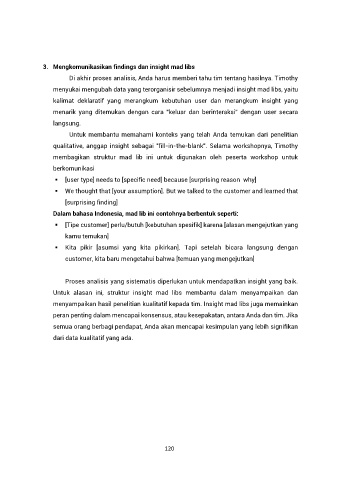 3. Mengkomunikasikan findings dan insight mad libs
Di akhir proses analisis, Anda harus memberi tahu tim tentang hasilnya. Timothy
menyukai mengubah data yang terorganisir sebelumnya menjadi insight mad libs, yaitu
kalimat deklaratif yang merangkum kebutuhan user dan merangkum insight yang
menarik yang ditemukan dengan cara “keluar dan berinteraksi” dengan user secara
langsung.
Untuk membantu memahami konteks yang telah Anda temukan dari penelitian
qualitative, anggap insight sebagai “fill-in-the-blank”. Selama workshopnya, Timothy
membagikan struktur mad lib ini untuk digunakan oleh peserta workshop untuk
berkomunikasi
▪ [user type] needs to [specific need] because [surprising reason why]
▪ We thought that [your assumption]. But we talked to the customer and learned that
[surprising finding]
Dalam bahasa Indonesia, mad lib ini contohnya berbentuk seperti:
▪ [Tipe customer] perlu/butuh [kebutuhan spesifik] karena [alasan mengejutkan yang
kamu temukan]
▪ Kita pikir [asumsi yang kita pikirkan]. Tapi setelah bicara langsung dengan
customer, kita baru mengetahui bahwa [temuan yang mengejutkan]
Proses analisis yang sistematis diperlukan untuk mendapatkan insight yang baik.
Untuk alasan ini, struktur insight mad libs membantu dalam menyampaikan dan
menyampaikan hasil penelitian kualitatif kepada tim. Insight mad libs juga memainkan
peran penting dalam mencapai konsensus, atau kesepakatan, antara Anda dan tim. Jika
semua orang berbagi pendapat, Anda akan mencapai kesimpulan yang lebih signifikan
dari data kualitatif yang ada.
120